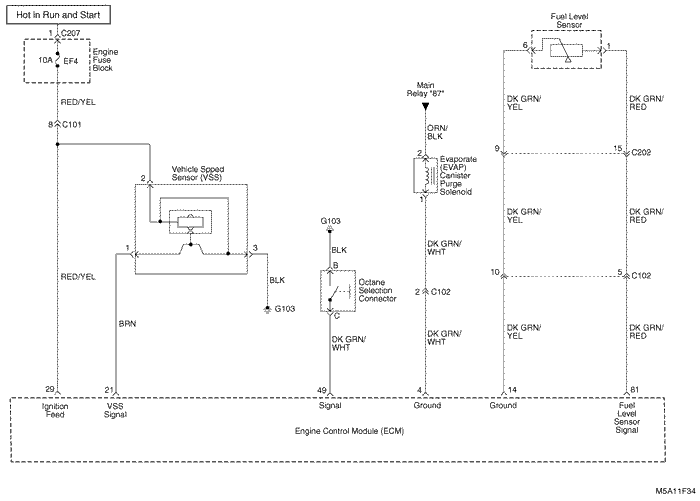 Hot In Run and Start
1 C207
Engine
Fuse
Block
10A EF4
RED/YEL
8 C101
Vehicle Spped
Sensor (VSS)
2
1
3
BLK
G103
RED/YEL
BRN
G103
BLK
B
Octane
Selection
Connector
C
DK GRN/
WHT
Main
Relay "87"
ORN/
BLK
2
Evaporate
(EVAP)
Canister
Purge
Solenoid
1
DK GRN/
WHT
2 C102
DK GRN/
WHT
Fuel Level
Sensor
6
1
DK GRN/
YEL
DK GRN/
RED
9
15 C202
DK GRN/
YEL
DK GRN/
RED
10
5 C102
DK GRN/
YEL
DK GRN/
RED
29
21
49
4
14
81
Ignition
Feed
VSS
Signal
Signal
Ground
Ground
Fuel
Level
Sensor
Signal
Engine Control Module (ECM)
M5A11F34